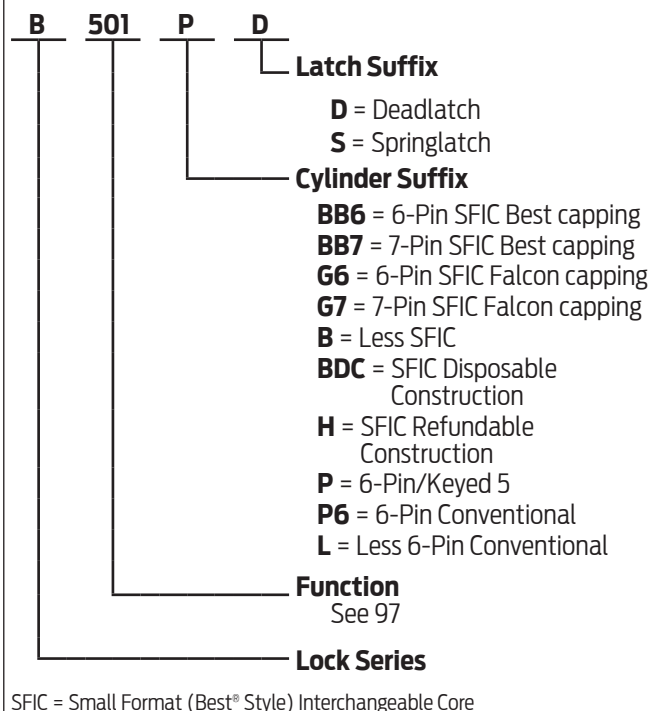 B 501 P D
Latch Suffix
D = Deadlatch
S = Springlatch
Cylinder Suffix
BB6 = 6-Pin SFIC Best capping
BB7 = 7-Pin SFIC Best capping
G6 = 6-Pin SFIC Falcon capping
G7 = 7-Pin SFIC Falcon capping
B = Less SFIC
BDC = SFIC Disposable
Construction
H = SFIC Refundable
Construction
P = 6-Pin/Keyed 5
P6 = 6-Pin Conventional
L = Less 6-Pin Conventional
Function
See 97
Lock Series
SFIC = Small Format (Best® Style) Interchangeable Core